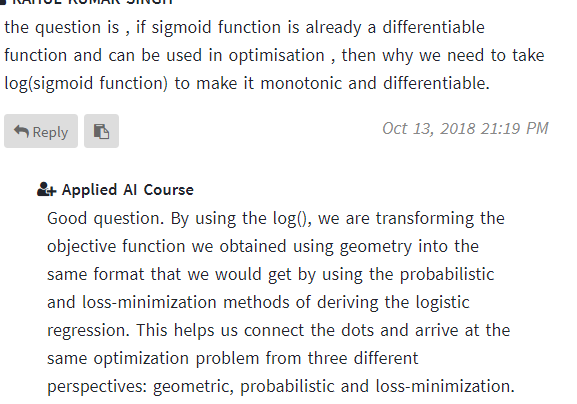 RAHUL KUMAR SINGH
the question is , if sigmoid function is already a differentiable
function and can be used in optimisation , then why we need to take
log(sigmoid function) to make it monotonic and differentiable.
Reply
Oct 13, 2018 21:19 PM
Applied AI Course
Good question. By using the log(), we are transforming the
objective function we obtained using geometry into the
same format that we would get by using the probabilistic
and loss-minimization methods of deriving the logistic
regression. This helps us connect the dots and arrive at the
same optimization problem from three different
perspectives: geometric, probabilistic and loss-minimization.